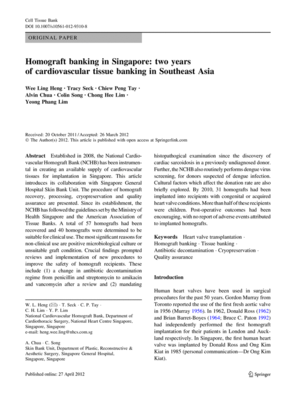 Cell Tissue Bank
DOI 10.1007/s10561-012-9310-6
ORIGINAL PAPER
Homograft banking in Singapore: two years
of cardiovascular tissue banking in Southeast Asia
Wee Ling Heng · Tracy Seck · Chiew Peng Tay ·
Alvin Chua · Colin Song · Chong Hee Lim ·
Yeong Phang Lim
Received: 20 October 2011 / Accepted: 26 March 2012
© The Author(s) 2012. This article is published with open access at Springerlink.com
Abstract Established in 2008, the National Cardio-
vascular Homograft Bank (NCHB) has been instrumen-
tal in creating an available supply of cardiovascular
tissues for implantation in Singapore. This article
introduces its collaboration with Singapore General
Hospital Skin Bank Unit. The procedure of homograft
recovery, processing, cryopreservation and quality
assurance are presented. Since its establishment, the
NCHB has followed the guidelines set by the Ministry of
Health Singapore and the American Association of
Tissue Banks. A total of 57 homografts had been
recovered and 40 homografts were determined to be
suitable for clinical use. The most significant reasons for
non-clinical use are positive microbiological culture or
unsuitable graft condition. Crucial findings prompted
reviews and implementation of new procedures to
improve the safety of homograft recipients. These
include (1) a change in antibiotic decontamination
regime from penicillin and streptomycin to amikacin
and vancomycin after a review and (2) mandating
W. L. Heng (✉) · T. Seck · C. P. Tay ·
C. H. Lim · Y. P. Lim
National Cardiovascular Homograft Bank, Department of
Cardiothoracic Surgery, National Heart Centre Singapore,
Singapore, Singapore
e-mail: heng.wee.ling@nhcs.com.sg
A. Chua · C. Song
Skin Bank Unit, Department of Plastic, Reconstructive &
Aesthetic Surgery, Singapore General Hospital,
Singapore, Singapore
histopathological examination since the discovery of
cardiac sarcoidosis in a previously undiagnosed donor.
Further, the NCHB also routinely performs dengue virus
screening, for donors suspected of dengue infection.
Cultural factors which affect the donation rate are also
briefly explored. By 2010, 31 homografts had been
implanted into recipients with congenital or acquired
heart valve conditions. More than half of these recipients
were children. Post-operative outcomes had been
encouraging, with no report of adverse events attributed
to implanted homografts.
Keywords Heart valve transplantation ·
Homograft banking · Tissue banking ·
Antibiotic decontamination · Cryopreservation ·
Quality assurance
Introduction
Human heart valves have been used in surgical
procedures for the past 50 years. Gordon Murray from
Toronto reported the use of the first fresh aortic valve
in 1956 (Murray 1956). In 1962, Donald Ross (1962)
and Brian Barret-Boyes (1964; Bruce C. Paton 1992)
had independently performed the first homograft
implantation for their patients in London and Auck-
land respectively. In Singapore, the first human heart
valve was implanted by Donald Ross and Ong Kim
Kiat in 1985 (personal communication—Dr Ong Kim
Kiat).
Published online: 27 April 2012
Springer